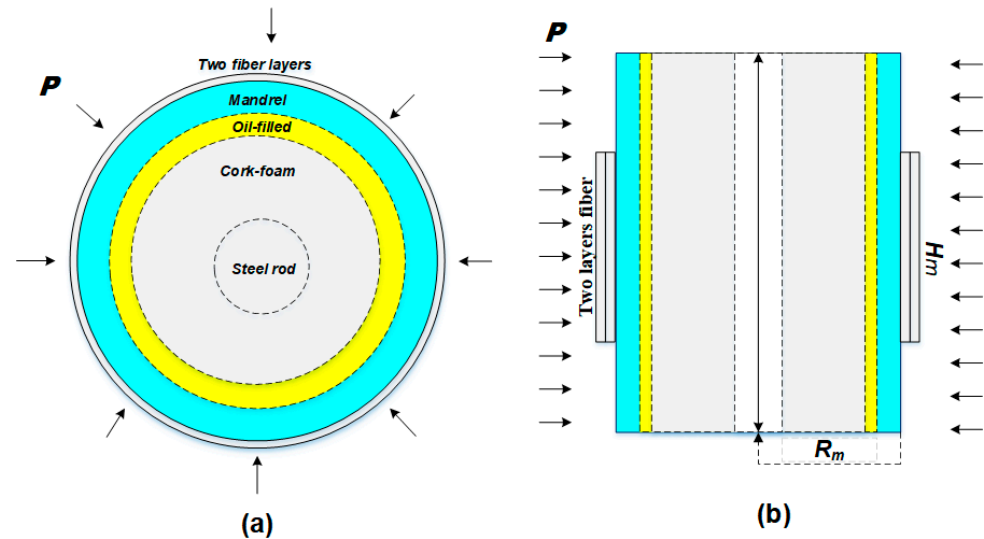 P
Two fiber layers
Mandrel
Oil-filled
Cork-foam
Steel rod
(a)
P
Two layers fiber
Hm
Rm
(b)